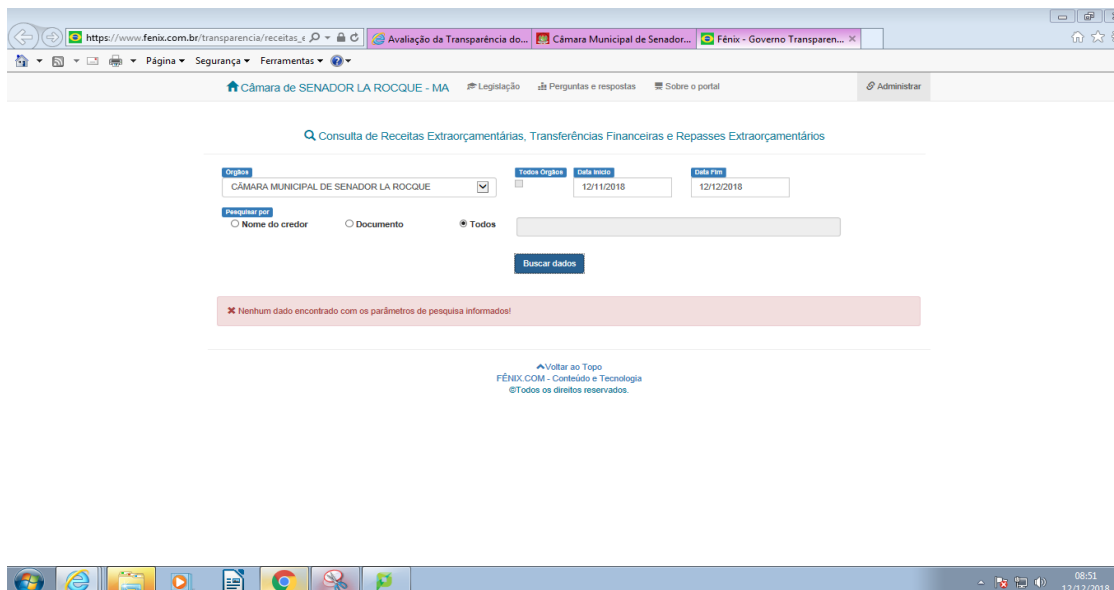 https://www.fenix.com.br/transparencia/receitas_e
Avaliação da Transparência do...
Câmara Municipal de Senador...
Fênix - Governo Transparen...
Página Segurança Ferramentas
Câmara de SENADOR LA ROCQUE - MA Legislação Perguntas e respostas Sobre o portal Administrar
Consulta de Receitas Extraorçamentárias, Transferências Financeiras e Repasses Extraorçamentários
Orgãos Todos Orgãos Data Inicio Data Fim
CÂMARA MUNICIPAL DE SENADOR LA ROCQUE 12/11/2018 12/12/2018
Pesquisar por
Nome do credor Documento Todos
Buscar dados
Nenhum dado encontrado com os parâmetros de pesquisa informados!
Voltar ao Topo
FÊNIX.COM - Conteúdo e Tecnologia
©Todos os direitos reservados.
08:51
12/12/2018